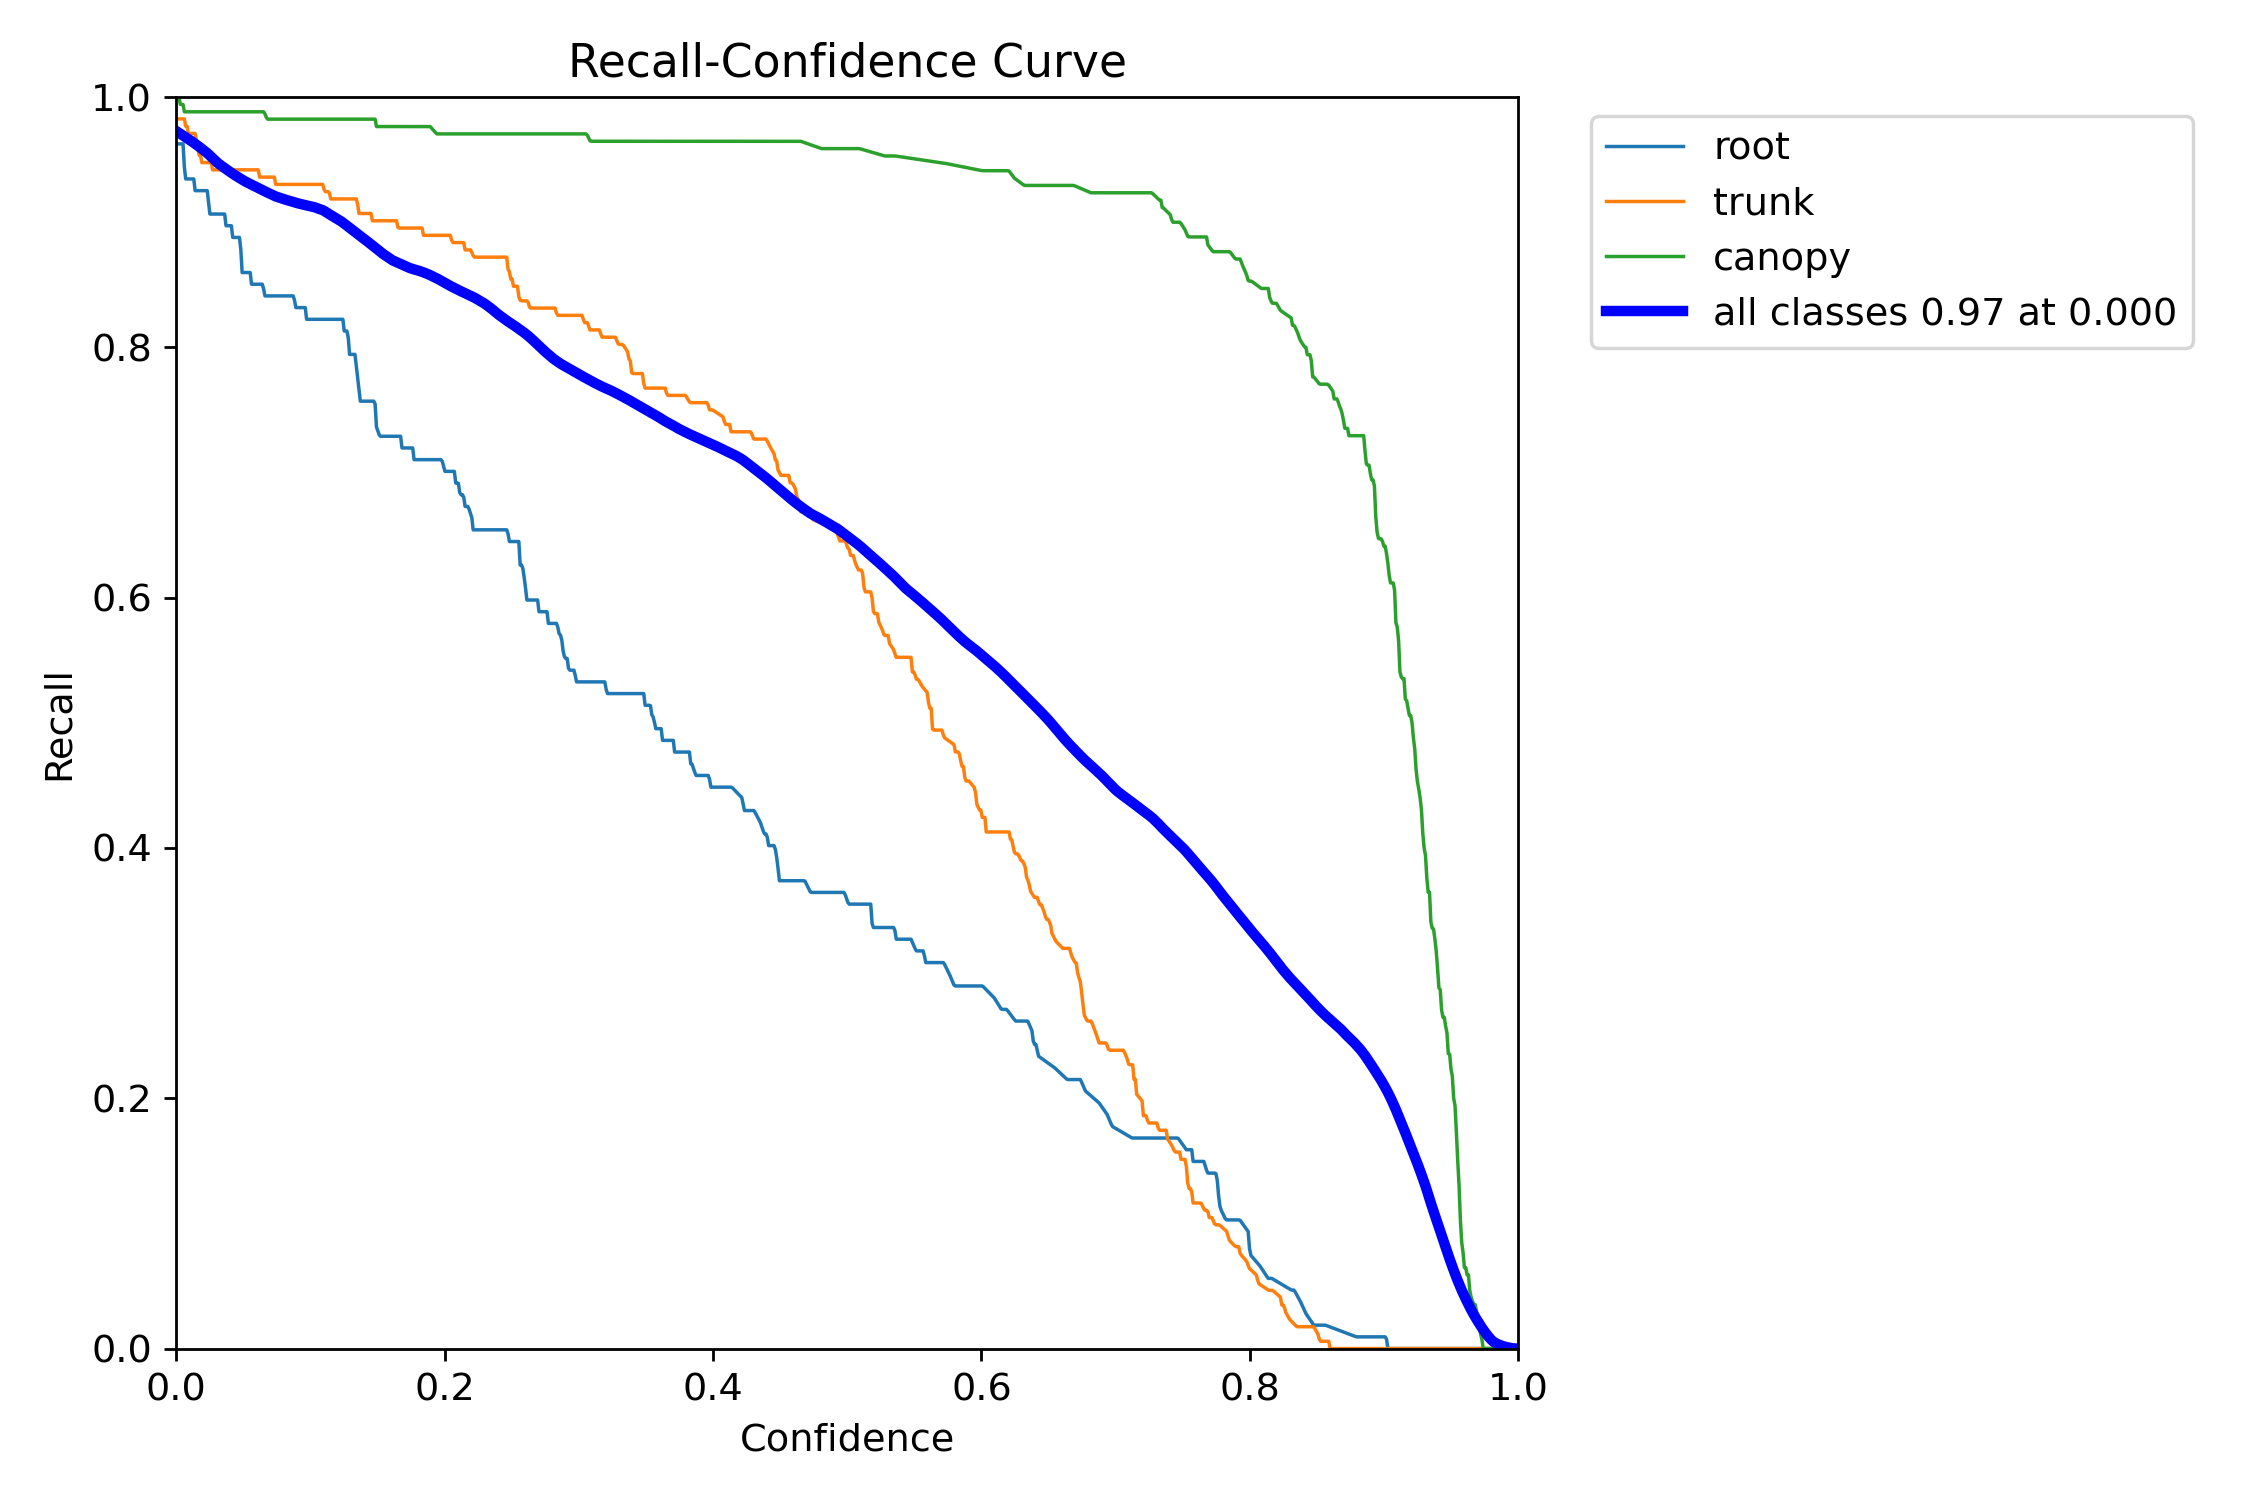 Recall-Confidence Curve
1.0
0.8
0.6
0.4
0.2
0.0
Recall
0.0 0.2 0.4 0.6 0.8 1.0
Confidence
root
trunk
canopy
all classes 0.97 at 0.000